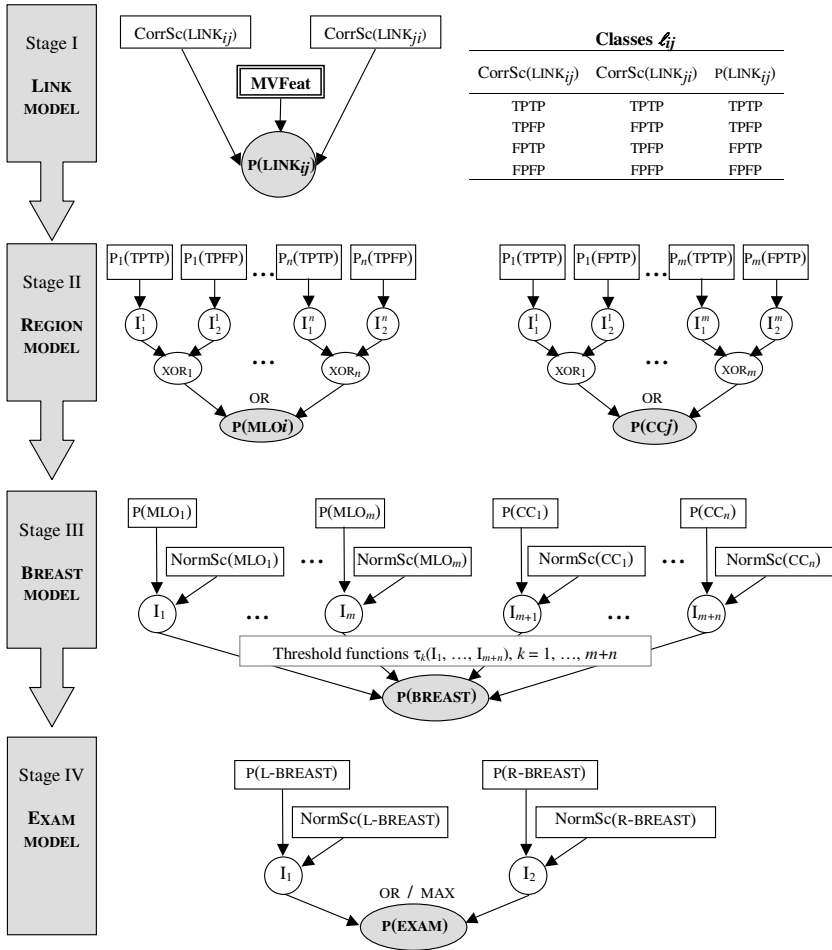 Stage I
LINK
MODEL
CorrSc(LINKij) CorrSc(LINKji)
MVFeat
P(LINKij)
Classes ℓij
CorrSc(LINKij) CorrSc(LINKji) P(LINKij)
TPTP TPTP TPTP
TPFP FPTP TPFP
FPTP TPFP FPTP
FPFP FPFP FPFP
Stage II
REGION
MODEL
P1(TPTP) P1(TPFP) ... Pn(TPTP) Pn(TPFP)
I₁¹ I₂¹ I₁ⁿ I₂ⁿ
XOR1 ... XORn
OR
P(MLOi)
P1(TPTP) P1(FPTP) ... Pm(TPTP) Pm(FPTP)
I₁¹ I₂¹ I₁ᵐ I₂ᵐ
XOR1 ... XORm
OR
P(CCj)
Stage III
BREAST
MODEL
P(MLO1) P(MLOm) P(CC1) P(CCn)
NormSc(MLO1) ... NormSc(MLOm) NormSc(CC1) ... NormSc(CCn)
I1 ... Im Im+1 ... Im+n
Threshold functions τk(I1, ..., Im+n), k = 1, ..., m+n
P(BREAST)
Stage IV
EXAM
MODEL
P(L-BREAST) P(R-BREAST)
NormSc(L-BREAST) NormSc(R-BREAST)
I1 I2
OR / MAX
P(EXAM)